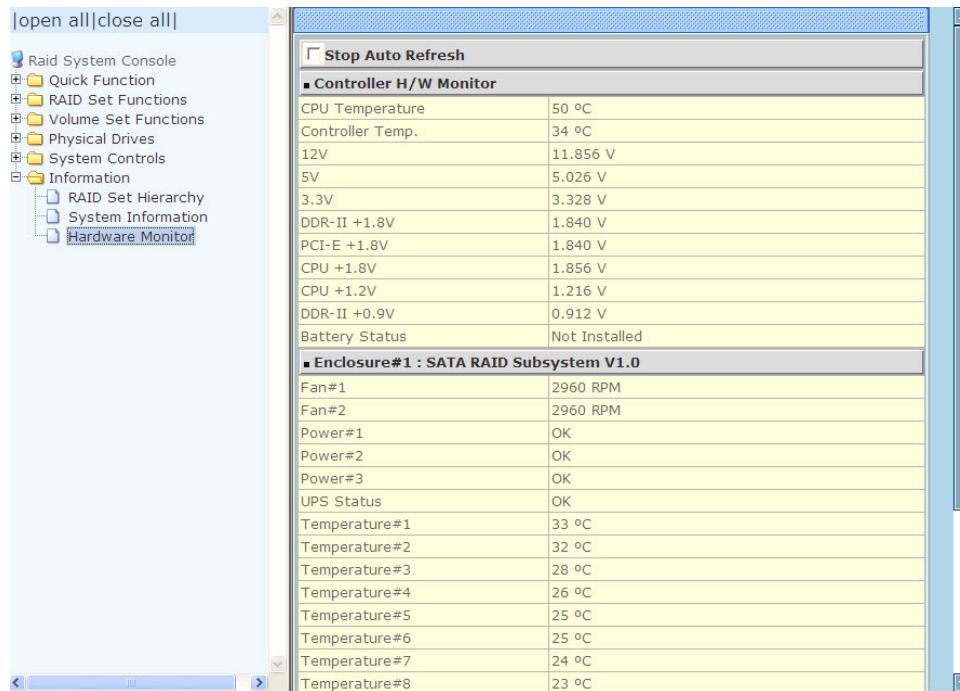 |open all|close all|
Raid System Console
Quick Function
RAID Set Functions
Volume Set Functions
Physical Drives
System Controls
Information
RAID Set Hierarchy
System Information
Hardware Monitor
Stop Auto Refresh
Controller H/W Monitor
CPU Temperature 50 ºC
Controller Temp. 34 ºC
12V 11.856 V
5V 5.026 V
3.3V 3.328 V
DDR-II +1.8V 1.840 V
PCI-E +1.8V 1.840 V
CPU +1.8V 1.856 V
CPU +1.2V 1.216 V
DDR-II +0.9V 0.912 V
Battery Status Not Installed
Enclosure#1 : SATA RAID Subsystem V1.0
Fan#1 2960 RPM
Fan#2 2960 RPM
Power#1 OK
Power#2 OK
Power#3 OK
UPS Status OK
Temperature#1 33 ºC
Temperature#2 32 ºC
Temperature#3 28 ºC
Temperature#4 26 ºC
Temperature#5 25 ºC
Temperature#6 25 ºC
Temperature#7 24 ºC
Temperature#8 23 ºC